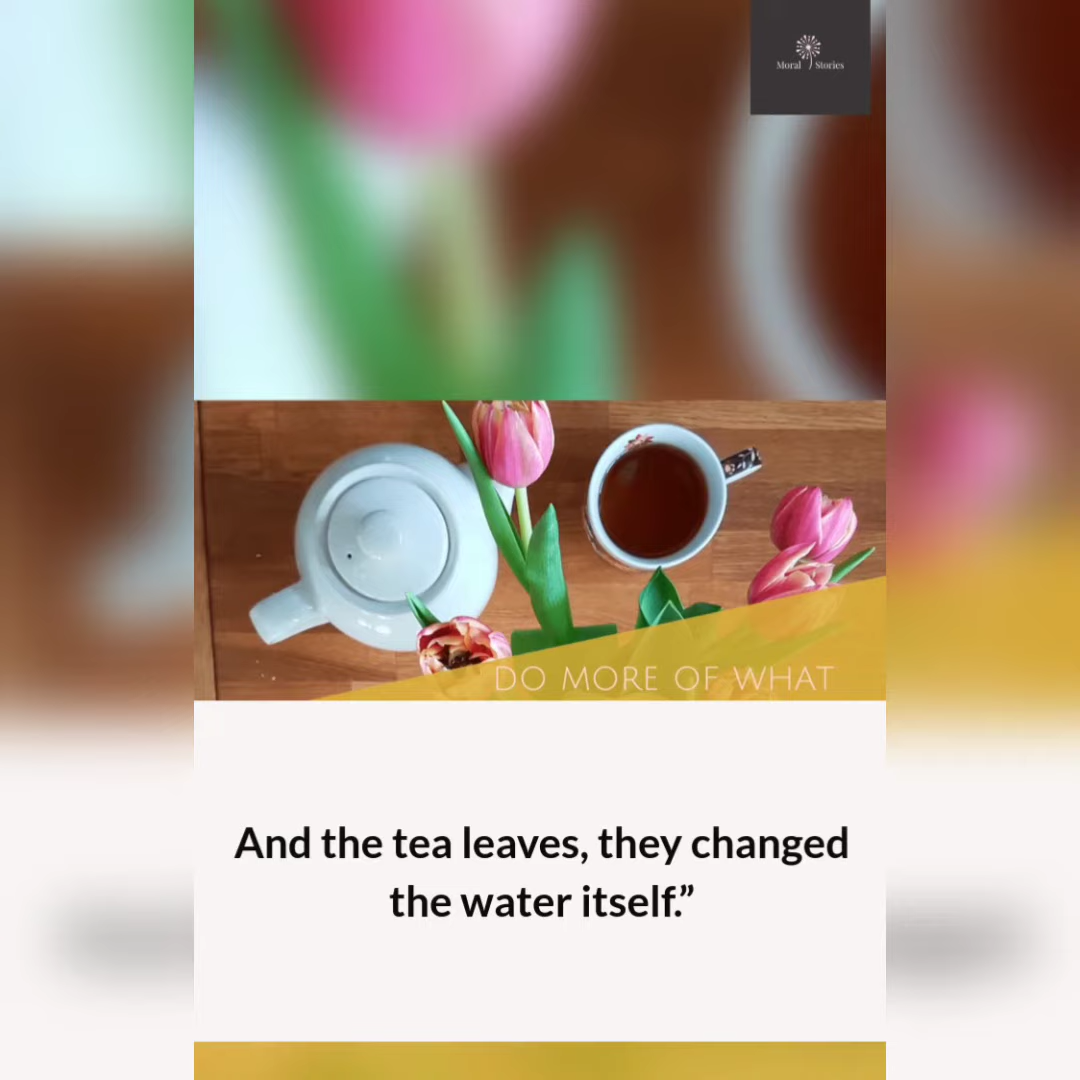 Moral Stories
DO MORE OF WHAT
And the tea leaves, they changed
the water itself.”